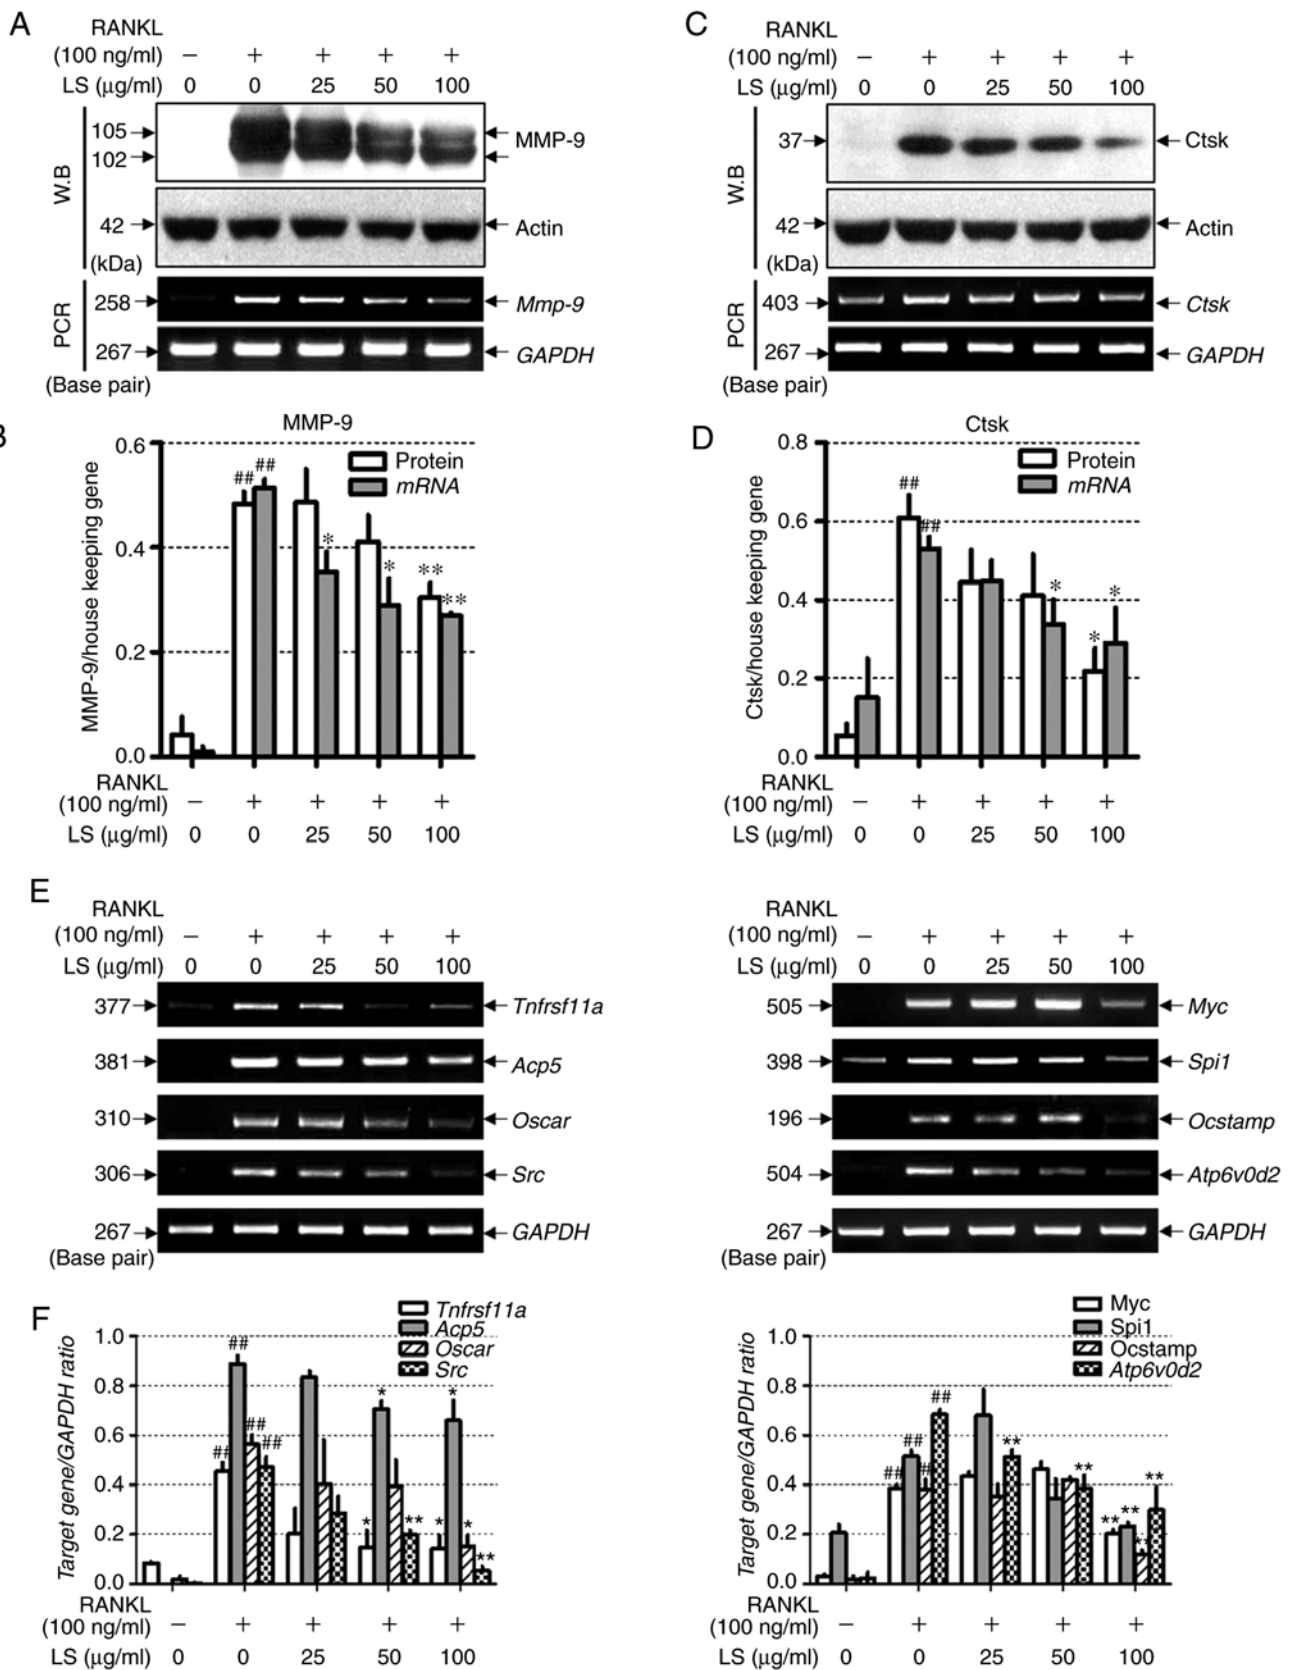 A
RANKL
(100 ng/ml) − + + + +
LS (μg/ml) 0 0 25 50 100
W.B
105
102
MMP-9
42
Actin
(kDa)
PCR
258
Mmp-9
267
GAPDH
(Base pair)
C
RANKL
(100 ng/ml) − + + + +
LS (μg/ml) 0 0 25 50 100
W.B
37
Ctsk
42
Actin
(kDa)
PCR
403
Ctsk
267
GAPDH
(Base pair)
MMP-9
MMP-9/house keeping gene
0.6
0.4
0.2
0.0
Protein
mRNA
## ##
* * ** **
RANKL
(100 ng/ml) − + + + +
LS (μg/ml) 0 0 25 50 100
D
Ctsk
Ctsk/house keeping gene
0.8
0.6
0.4
0.2
0.0
Protein
mRNA
## ##
* * *
RANKL
(100 ng/ml) − + + + +
LS (μg/ml) 0 0 25 50 100
E
RANKL
(100 ng/ml) − + + + +
LS (μg/ml) 0 0 25 50 100
377 Tnfrsf11a
381 Acp5
310 Oscar
306 Src
267 GAPDH
(Base pair)
RANKL
(100 ng/ml) − + + + +
LS (μg/ml) 0 0 25 50 100
505 Myc
398 Spi1
196 Ocstamp
504 Atp6v0d2
267 GAPDH
(Base pair)
F
Target gene/GAPDH ratio
1.0
0.8
0.6
0.4
0.2
0.0
Tnfrsf11a
Acp5
Oscar
Src
## ## ## ##
* * ** * * * **
RANKL
(100 ng/ml) − + + + +
LS (μg/ml) 0 0 25 50 100
Target gene/GAPDH ratio
1.0
0.8
0.6
0.4
0.2
0.0
Myc
Spi1
Ocstamp
Atp6v0d2
## ## # ##
** ** ** ** **
RANKL
(100 ng/ml) − + + + +
LS (μg/ml) 0 0 25 50 100